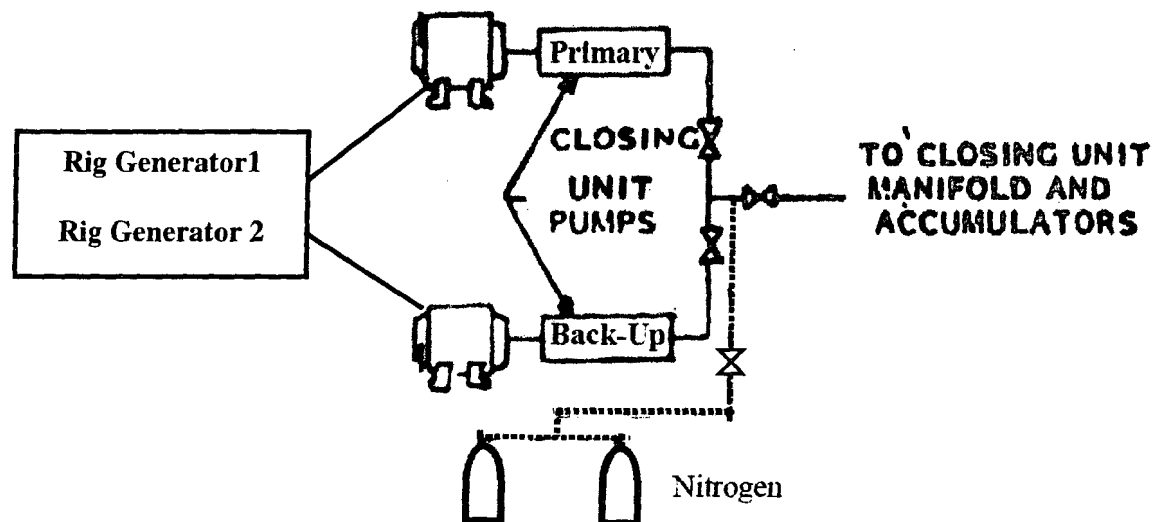 Primary
Rig Generator1
Rig Generator 2
CLOSING
UNIT
PUMPS
TO CLOSING UNIT
MANIFOLD AND
ACCUMULATORS
Back-Up
Nitrogen